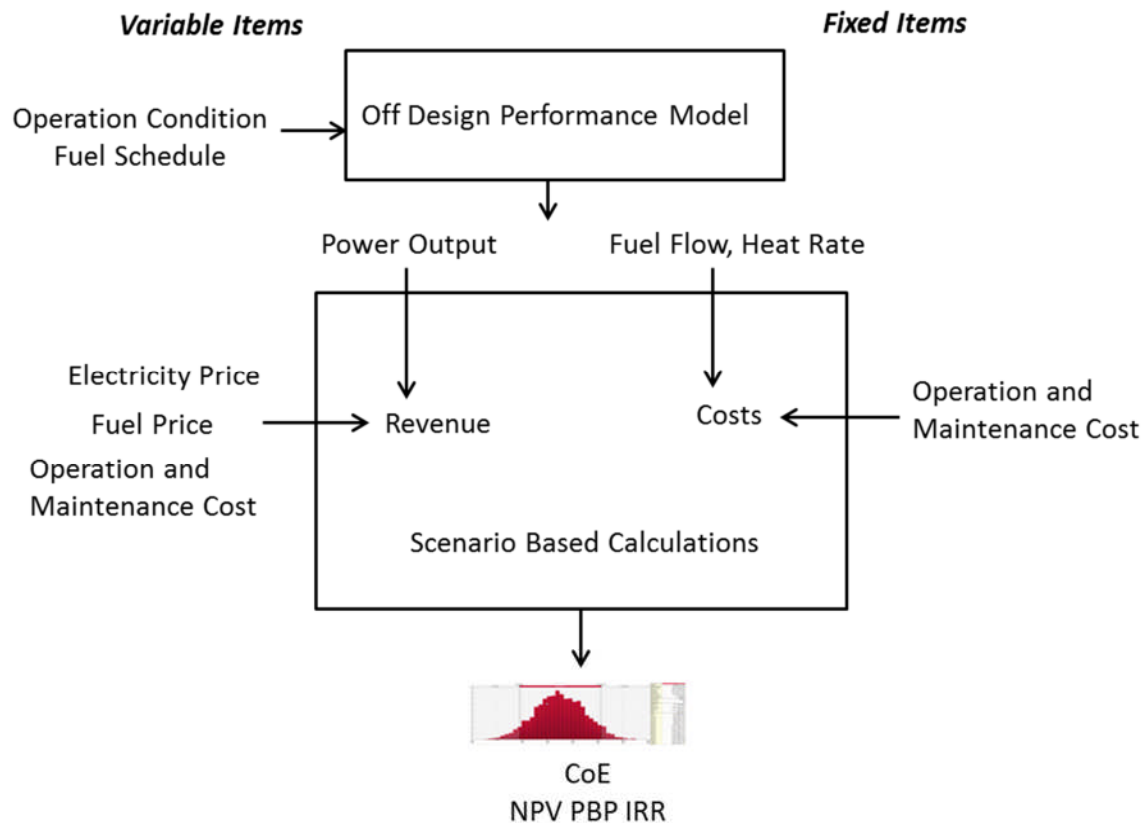 Variable Items
Fixed Items
Off Design Performance Model
Operation Condition
Fuel Schedule
Power Output
Fuel Flow, Heat Rate
Electricity Price
Fuel Price
Operation and
Maintenance Cost
Revenue
Costs
Operation and
Maintenance Cost
Scenario Based Calculations
CoE
NPV PBP IRR